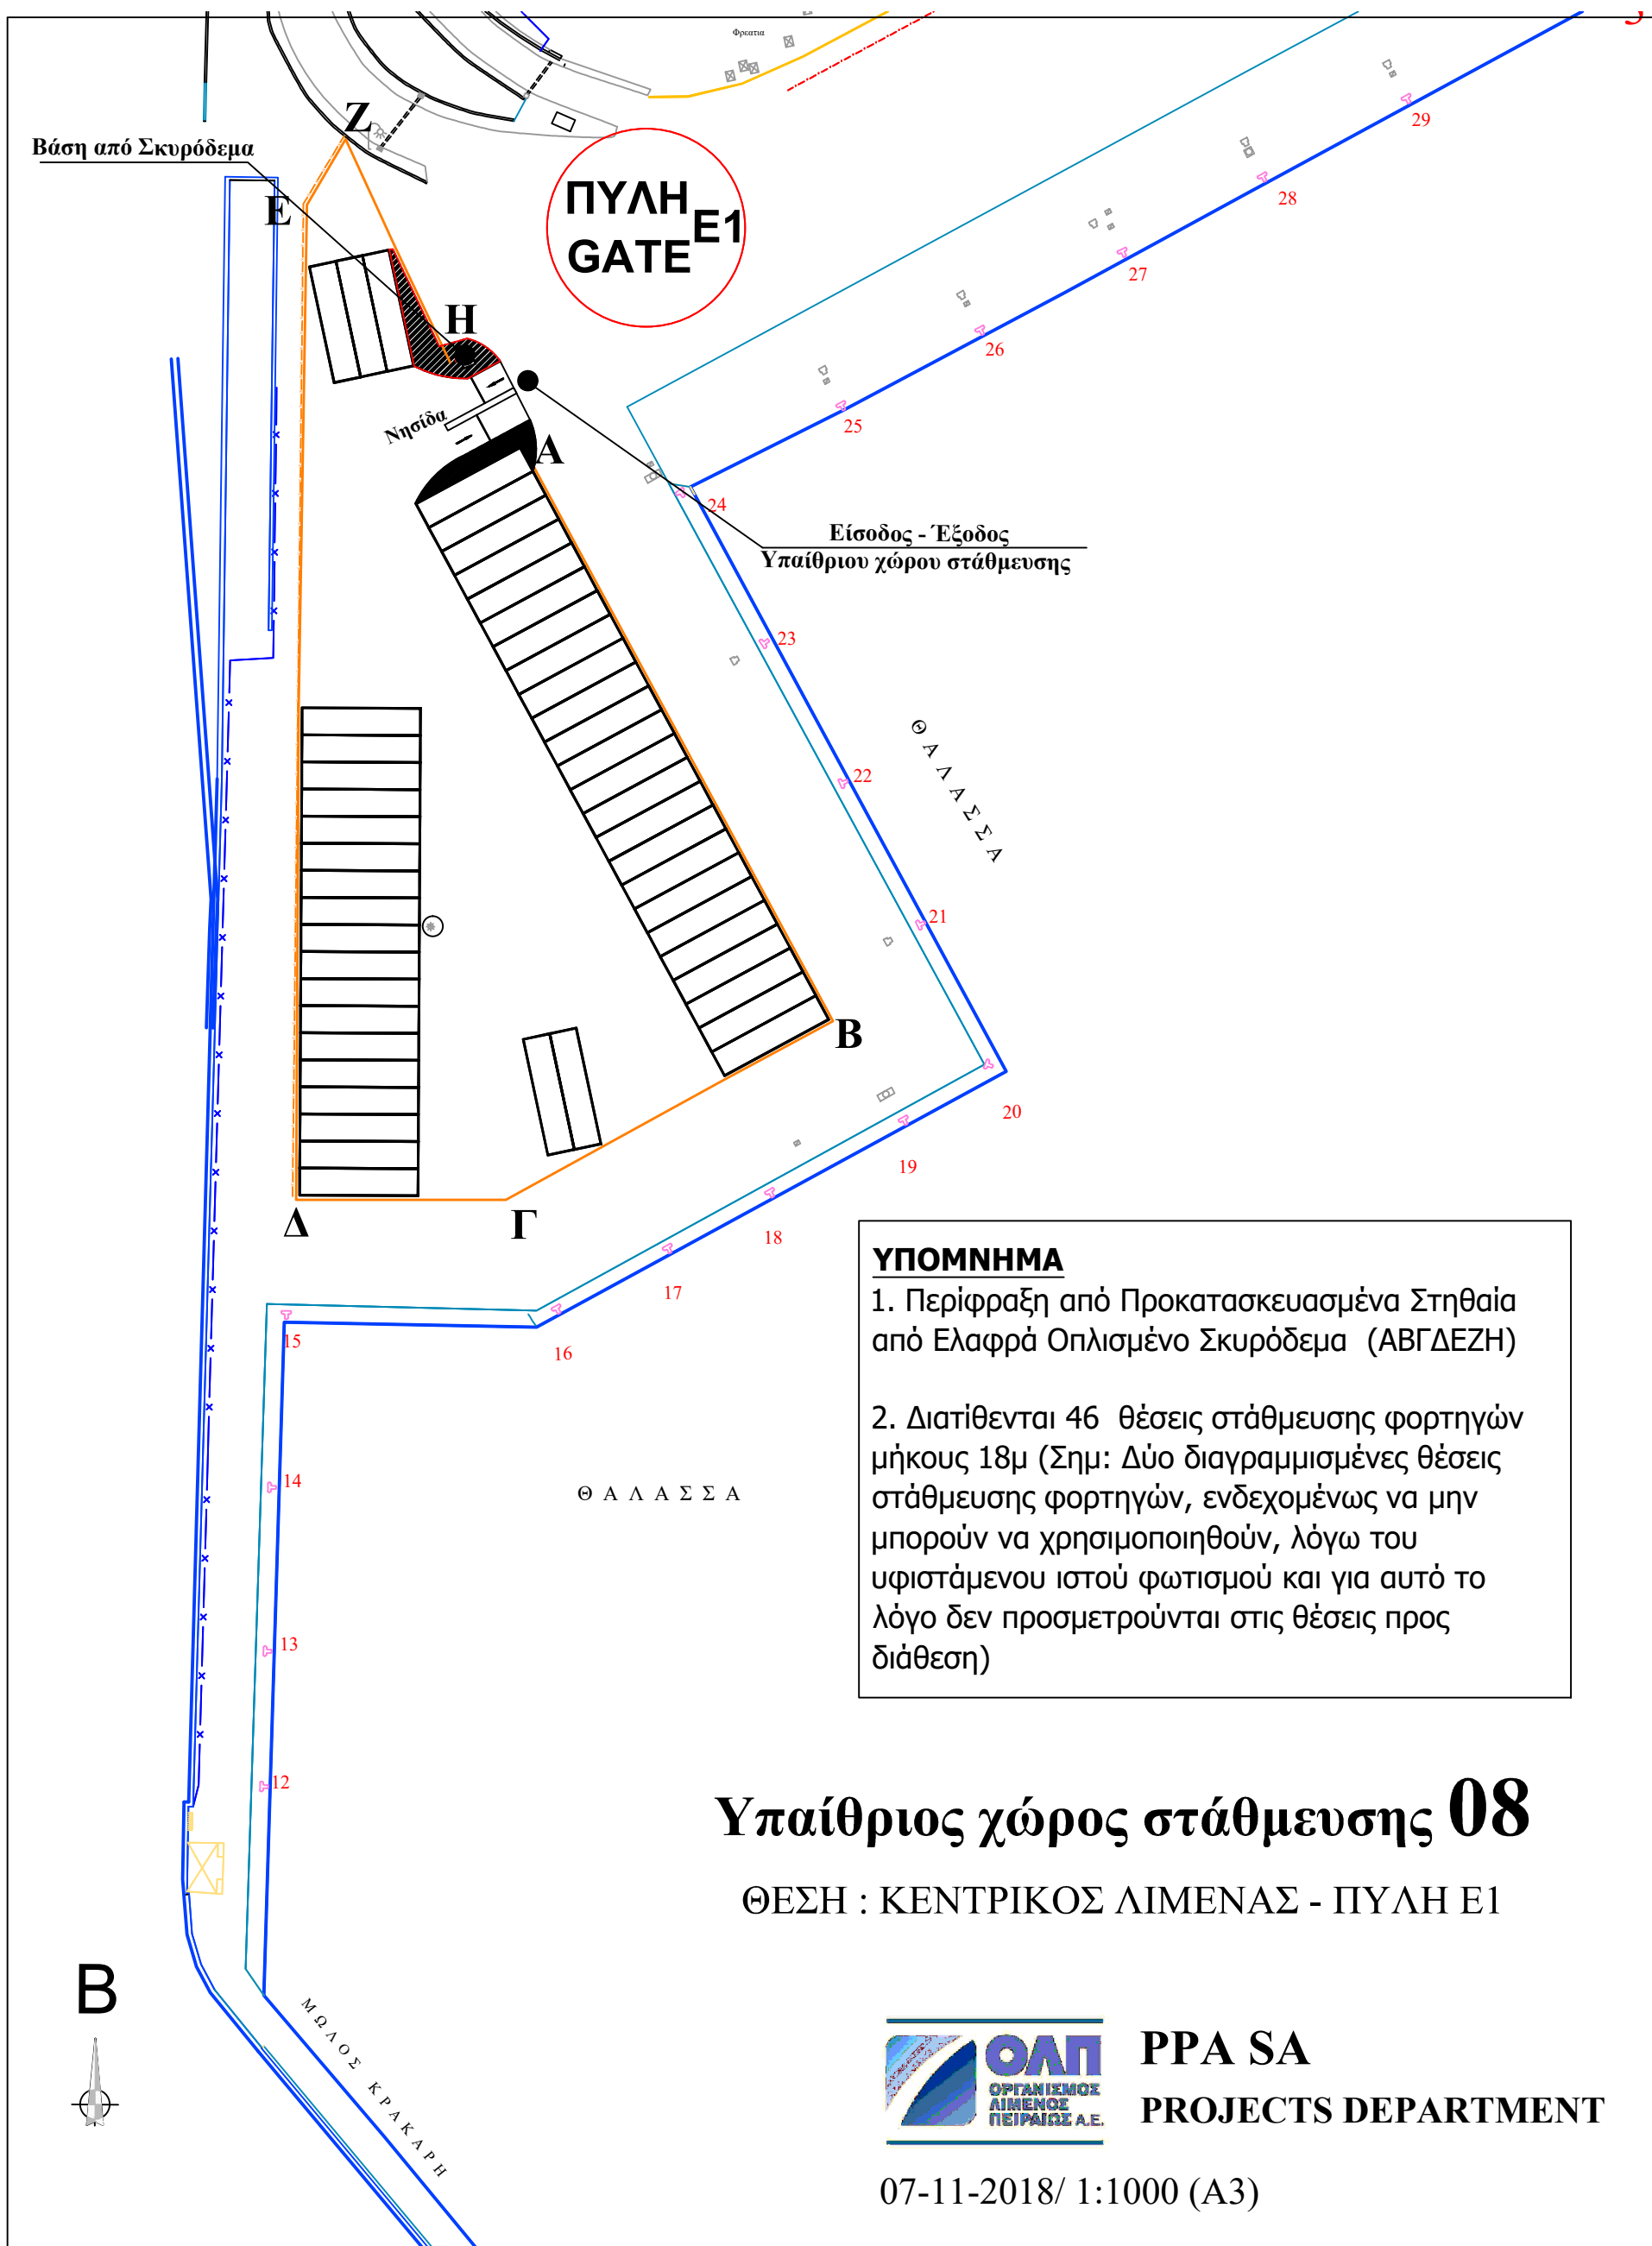 Φρεατια
3
Ζ
29
Βάση από Σκυρόδεμα
28
Ε
ΠΥΛΗ
GATE
E1
27
Η
26
Νησίδα
25
Α
24
Είσοδος - Έξοδος
Υπαίθριου χώρου στάθμευσης
23
ΘΑΛΑΣΣΑ
22
21
Β
20
19
Δ
Γ
18
17
15
16
ΥΠΟΜΝΗΜΑ
1. Περίφραξη από Προκατασκευασμένα Στηθαία
από Ελαφρά Οπλισμένο Σκυρόδεμα (ΑΒΓΔΕΖΗ)
2. Διατίθενται 46 θέσεις στάθμευσης φορτηγών
μήκους 18μ (Σημ: Δύο διαγραμμισμένες θέσεις
στάθμευσης φορτηγών, ενδεχομένως να μην
μπορούν να χρησιμοποιηθούν, λόγω του
υφιστάμενου ιστού φωτισμού και για αυτό το
λόγο δεν προσμετρούνται στις θέσεις προς
διάθεση)
14
ΘΑΛΑΣΣΑ
13
12
Υπαίθριος χώρος στάθμευσης 08
ΘΕΣΗ : ΚΕΝΤΡΙΚΟΣ ΛΙΜΕΝΑΣ - ΠΥΛΗ Ε1
Β
ΜΩΛΟΣ ΚΡΑΚΑΡΗ
ΟΛΠ
ΟΡΓΑΝΙΣΜΟΣ
ΛΙΜΕΝΟΣ
ΠΕΙΡΑΙΩΣ Α.Ε.
PPA SA
PROJECTS DEPARTMENT
07-11-2018/ 1:1000 (A3)